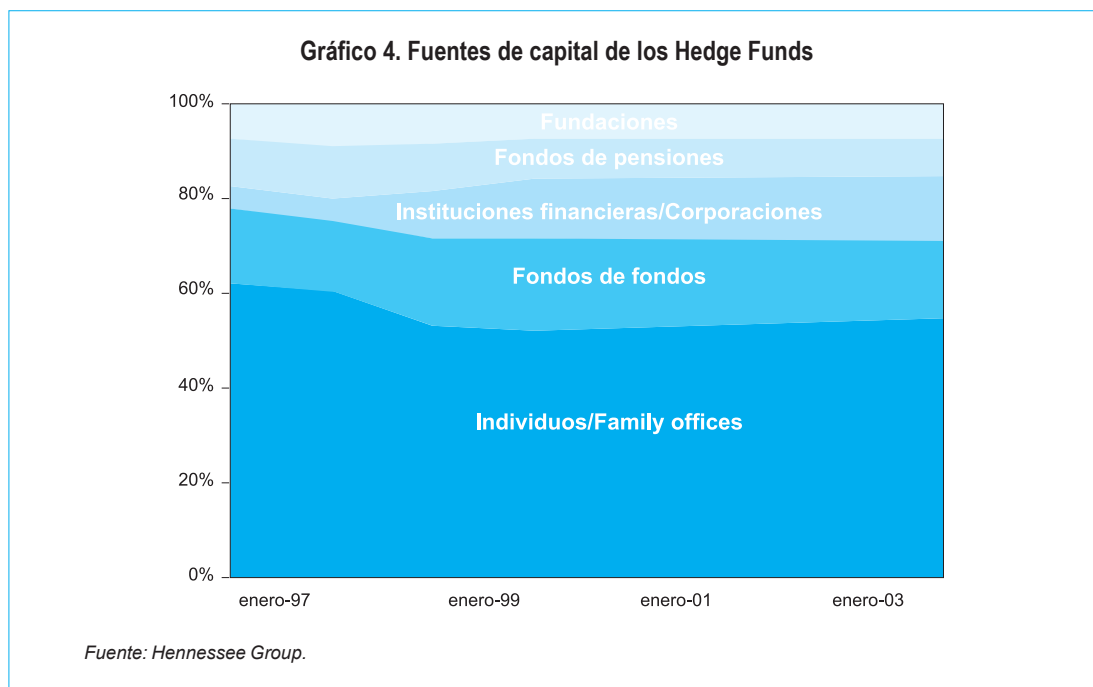 Gráfico 4. Fuentes de capital de los Hedge Funds
100%
Fundaciones
Fondos de pensiones
80%
Instituciones financieras/Corporaciones
Fondos de fondos
60%
40%
Individuos/Family offices
20%
0%
enero-97 enero-99 enero-01 enero-03
Fuente: Hennessee Group.